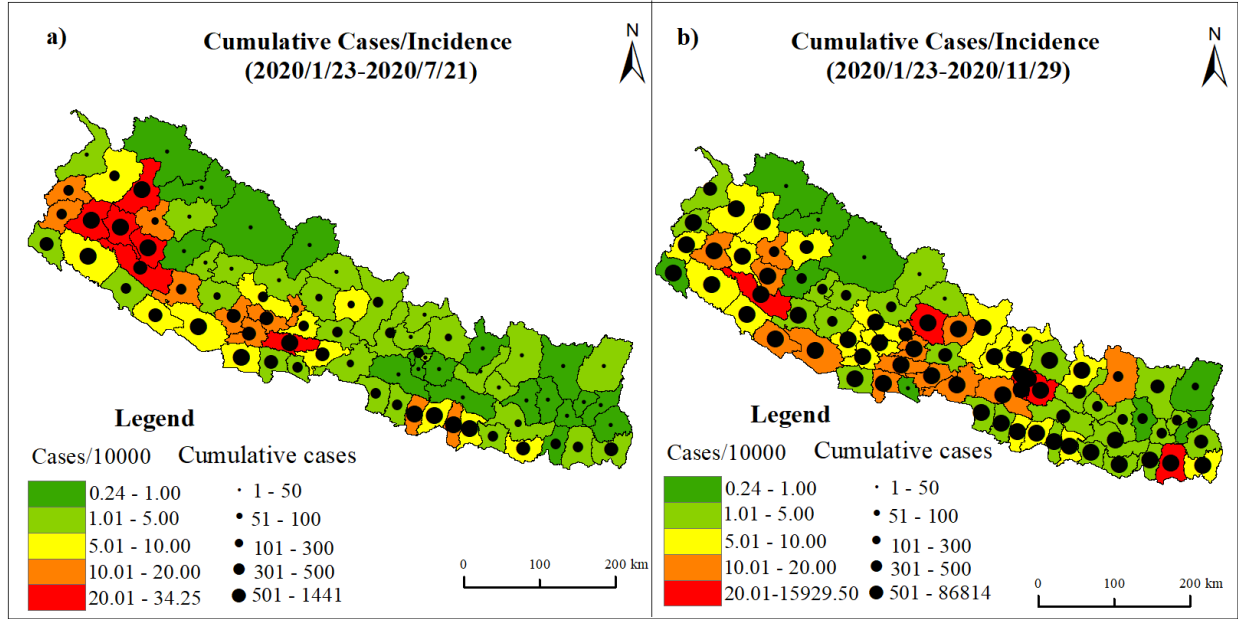 a)
Cumulative Cases/Incidence
(2020/1/23-2020/7/21)
N
Legend
Cases/10000
Cumulative cases
0.24 - 1.00
1 - 50
1.01 - 5.00
51 - 100
5.01 - 10.00
101 - 300
10.01 - 20.00
301 - 500
20.01 - 34.25
501 - 1441
0
100
200 km
b)
Cumulative Cases/Incidence
(2020/1/23-2020/11/29)
N
Legend
Cases/10000
Cumulative cases
0.24 - 1.00
1 - 50
1.01 - 5.00
51 - 100
5.01 - 10.00
101 - 300
10.01 - 20.00
301 - 500
20.01-15929.50
501 - 86814
0
100
200 km